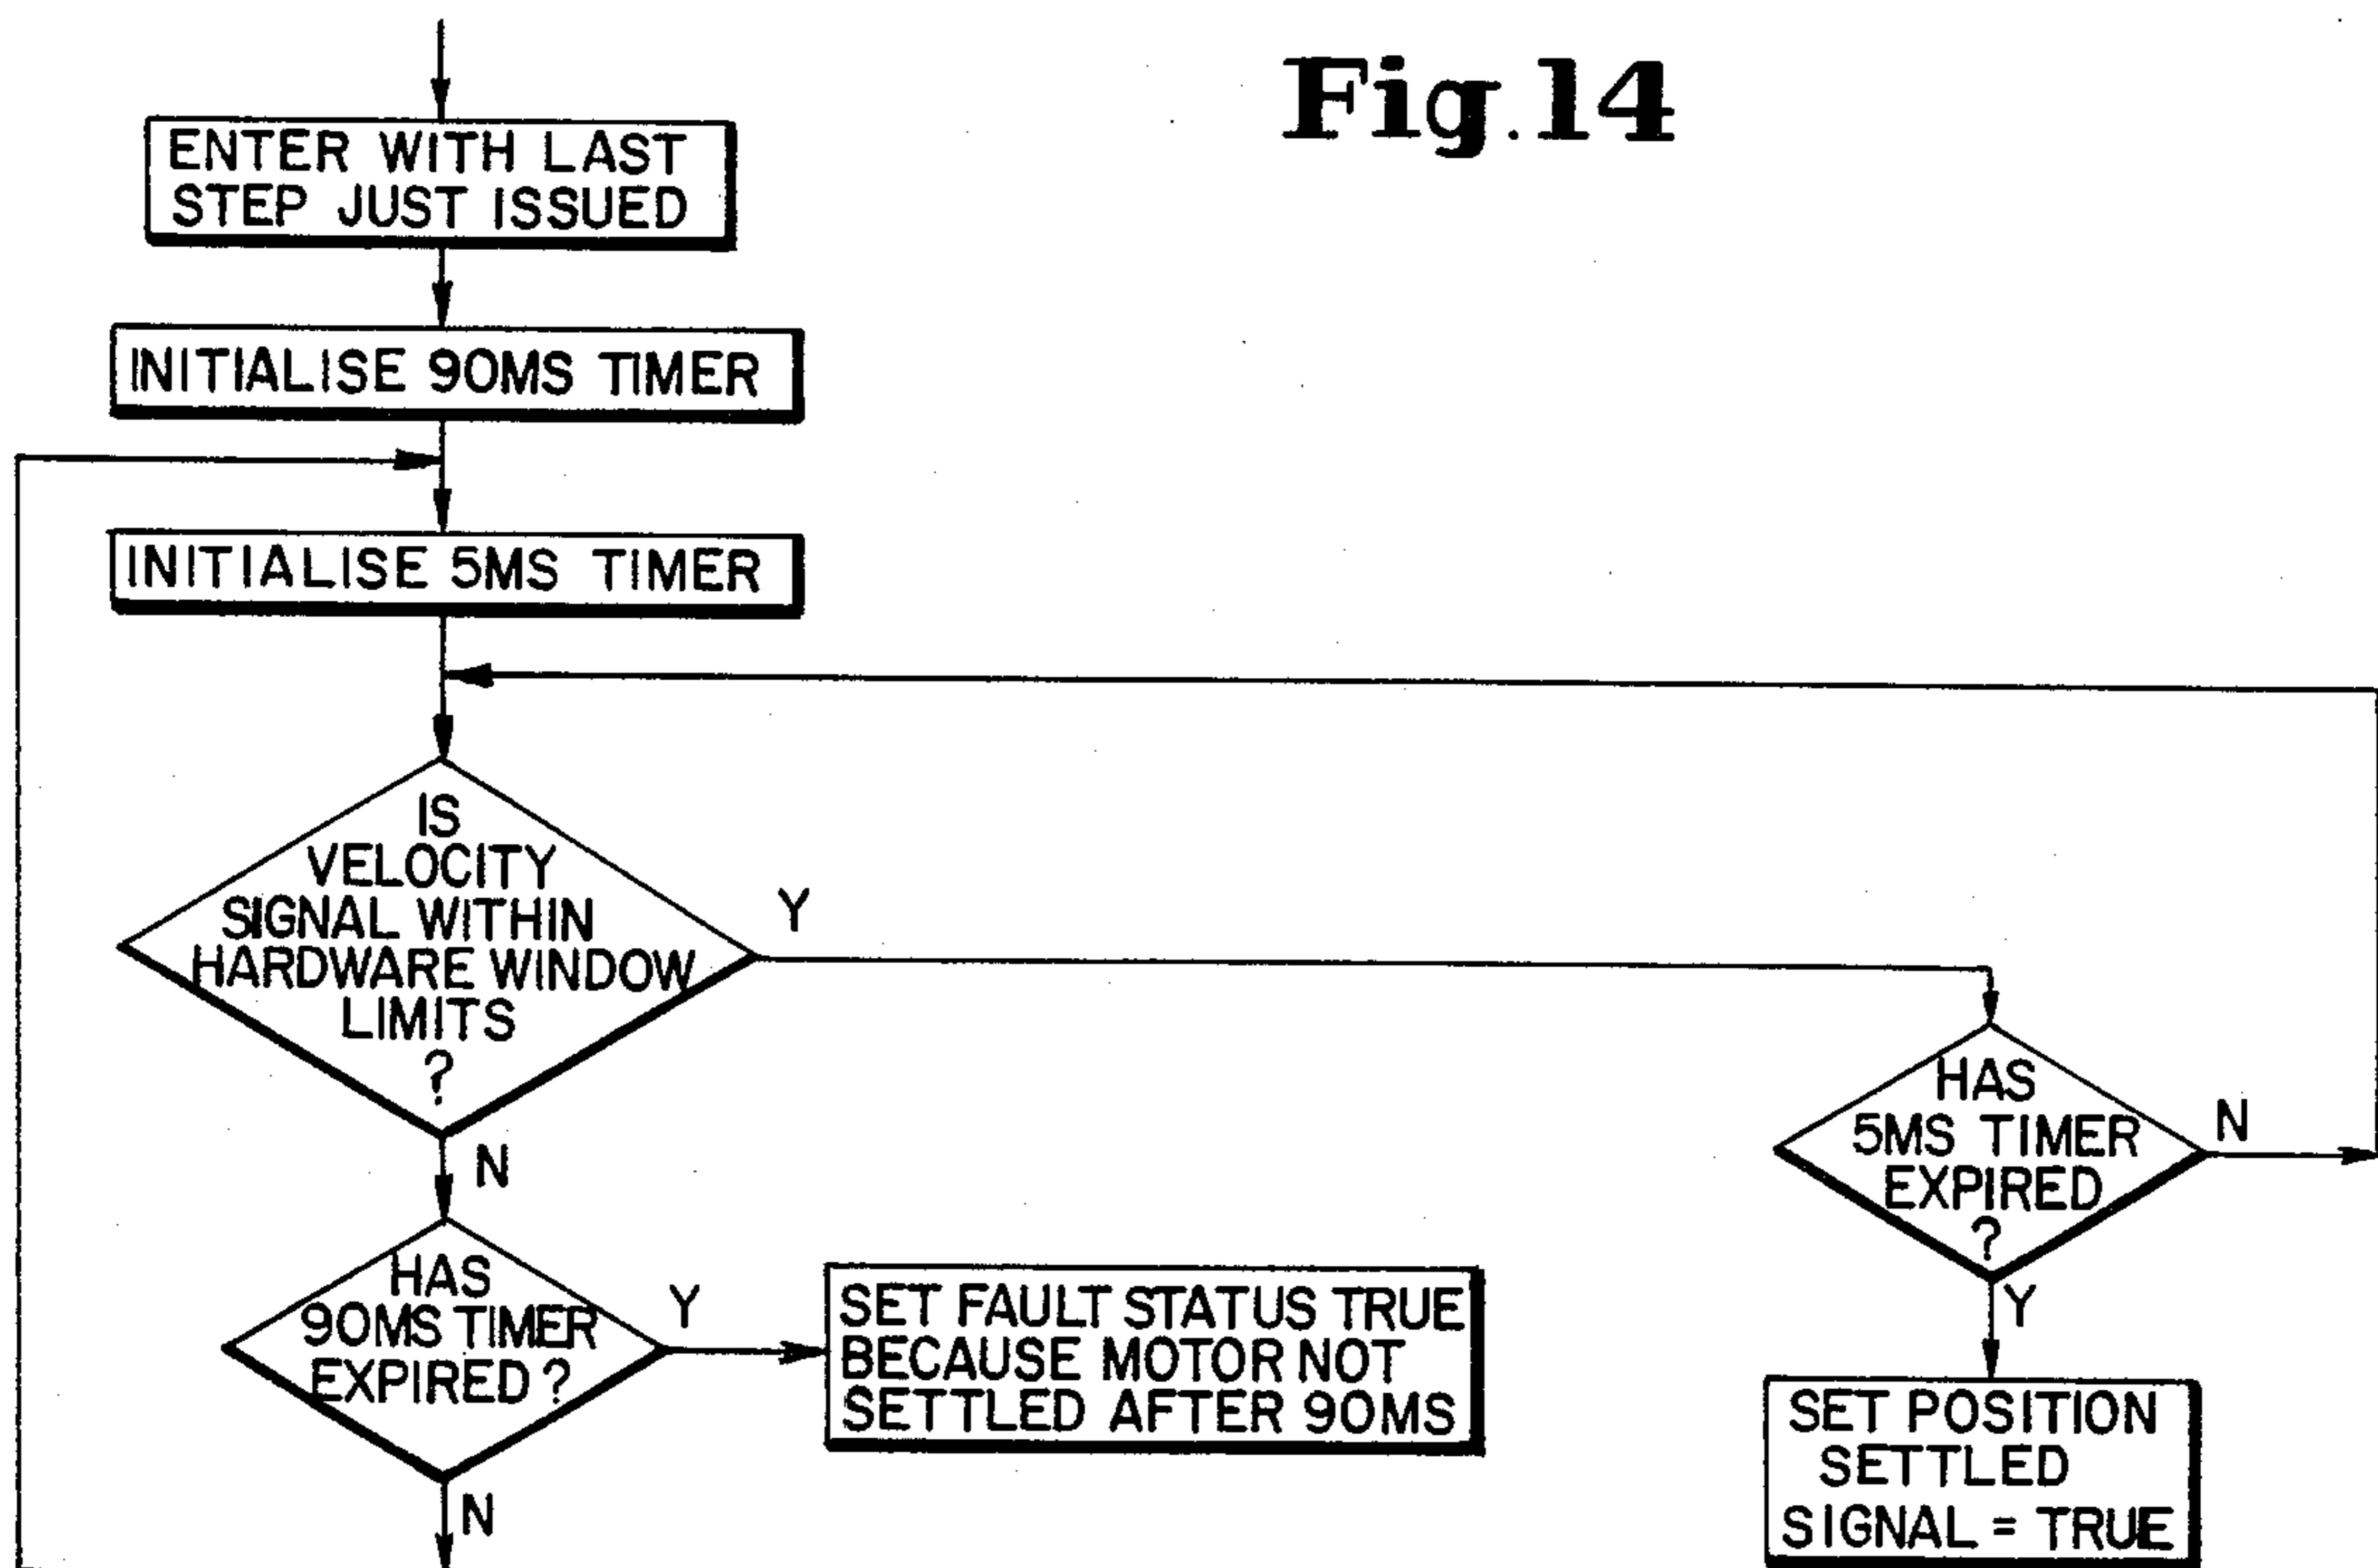 Fig.14
ENTER WITH LAST
STEP JUST ISSUED
INITIALISE 90MS TIMER
INITIALISE 5MS TIMER
IS
VELOCITY
SIGNAL WITHIN
HARDWARE WINDOW
LIMITS
?
Y
N
HAS
5MS TIMER
EXPIRED
?
N
Y
HAS
90MS TIMER
EXPIRED ?
Y
N
SET FAULT STATUS TRUE
BECAUSE MOTOR NOT
SETTLED AFTER 90MS
SET POSITION
SETTLED
SIGNAL = TRUE